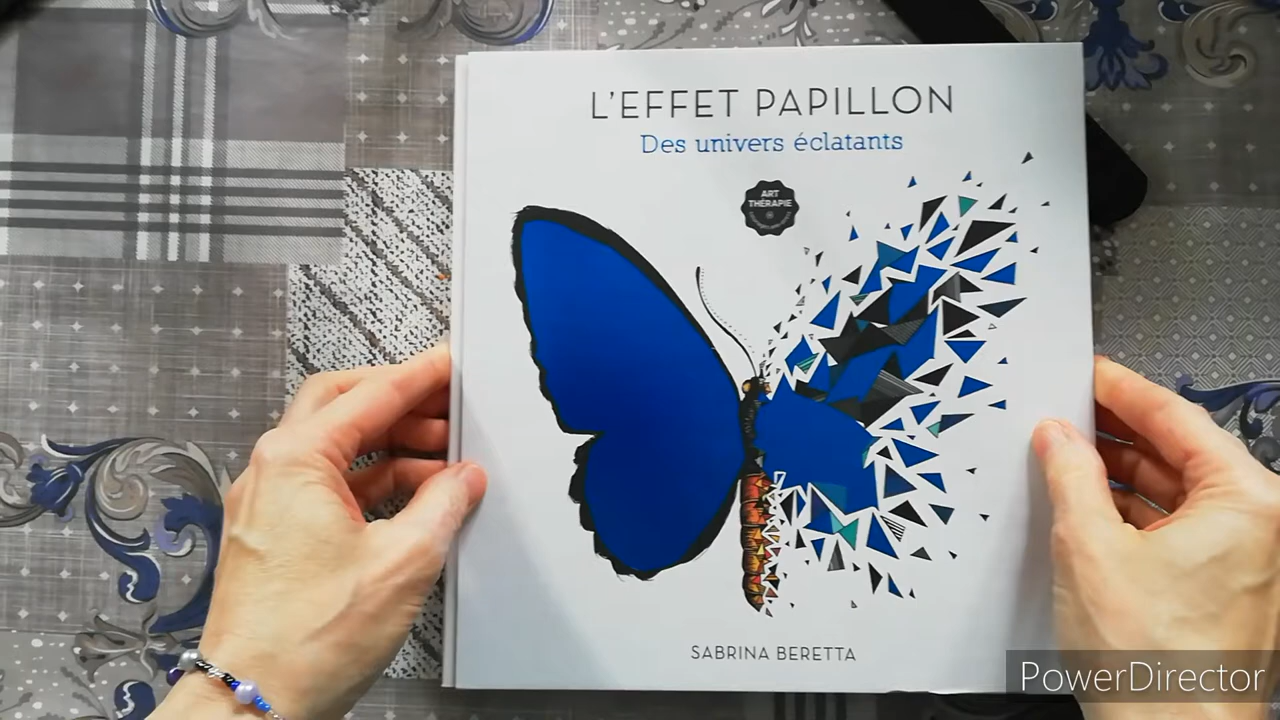 L'EFFET PAPILLON
Des univers éclatants
ART
THÉRAPIE
SABRINA BERETTA
PowerDirector